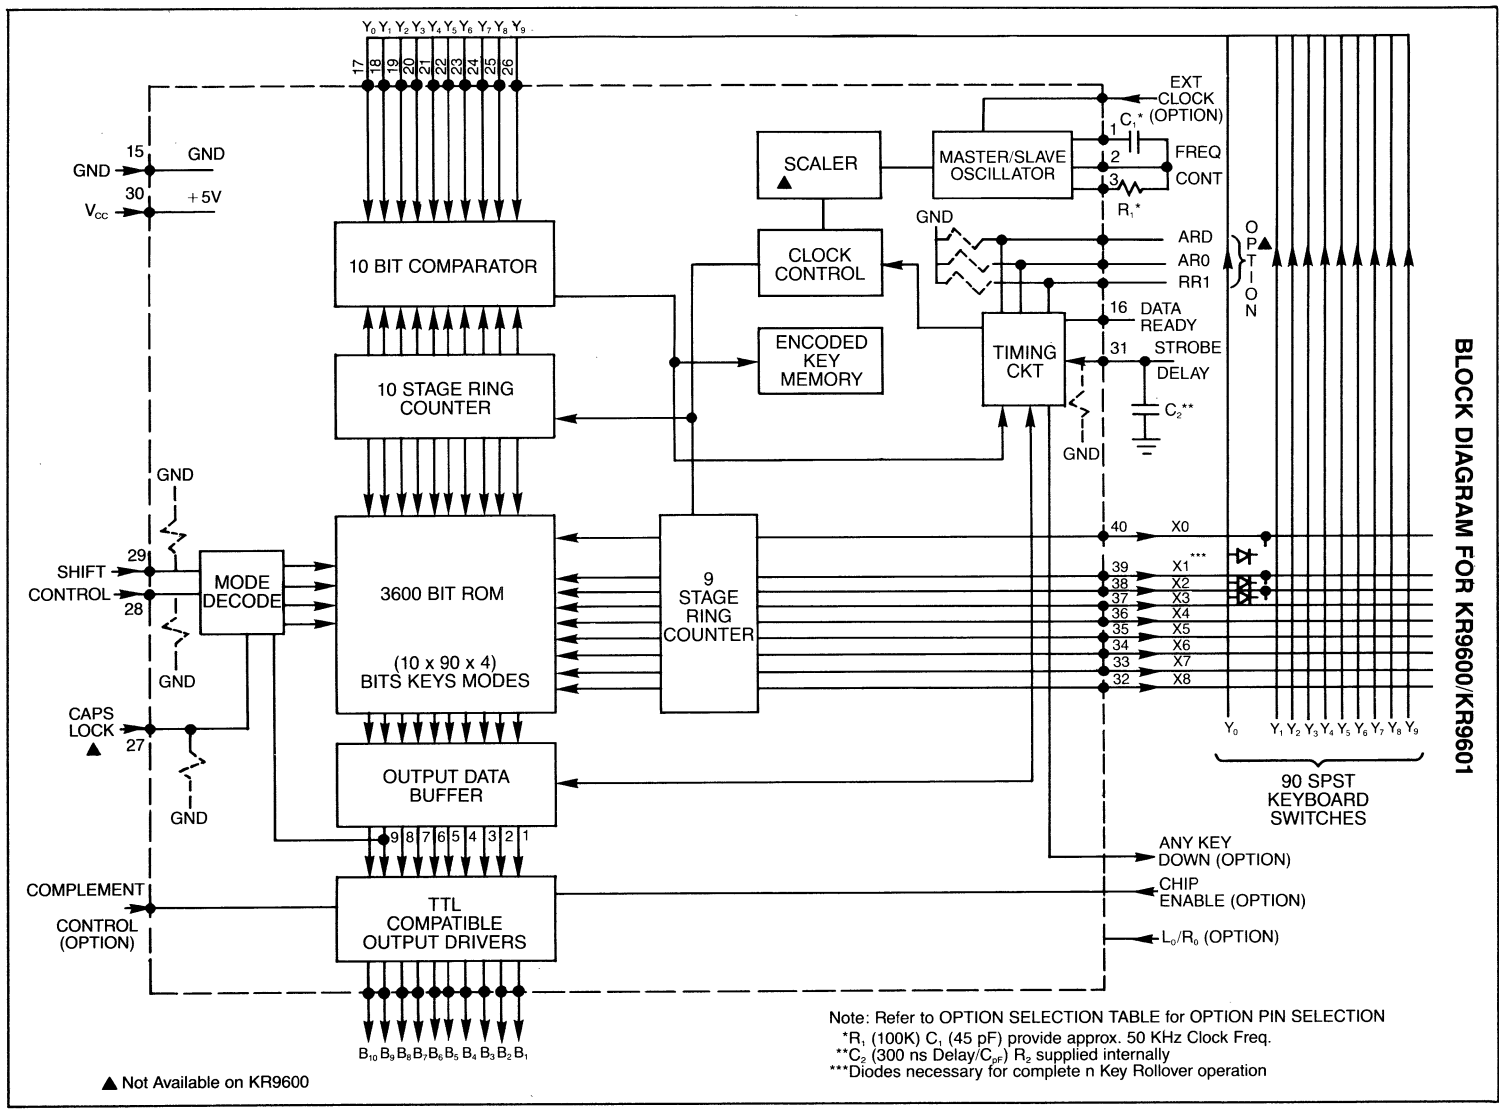 Y₀ Y₁ Y₂ Y₃ Y₄ Y₅ Y₆ Y₇ Y₈ Y₉
17 18 19 20 21 22 23 24 25 26
15 GND
GND
30 +5V
Vcc
10 BIT COMPARATOR
10 STAGE RING
COUNTER
SCALER
▲
MASTER/SLAVE
OSCILLATOR
EXT
CLOCK
(OPTION)
1 C₁*
2
3
R₁*
FREQ
CONT
CLOCK
CONTROL
GND
ARD
AR0
RR1
OPTION ▲
ENCODED
KEY
MEMORY
TIMING
CKT
16 DATA
READY
31 STROBE
DELAY
C₂**
GND
GND
29
SHIFT
CONTROL
28
GND
MODE
DECODE
3600 BIT ROM
(10 x 90 x 4)
BITS KEYS MODES
9
STAGE
RING
COUNTER
40 X0
***
39 X1
38 X2
37 X3
36 X4
35 X5
34 X6
33 X7
32 X8
Y₀ Y₁ Y₂ Y₃ Y₄ Y₅ Y₆ Y₇ Y₈ Y₉
90 SPST
KEYBOARD
SWITCHES
CAPS
LOCK
27
▲
GND
OUTPUT DATA
BUFFER
9 8 7 6 5 4 3 2 1
ANY KEY
DOWN (OPTION)
CHIP
ENABLE (OPTION)
L₀/R₀ (OPTION)
COMPLEMENT
CONTROL
(OPTION)
TTL
COMPATIBLE
OUTPUT DRIVERS
B₁₀ B₉ B₈ B₇ B₆ B₅ B₄ B₃ B₂ B₁
▲ Not Available on KR9600
Note: Refer to OPTION SELECTION TABLE for OPTION PIN SELECTION
*R₁ (100K) C₁ (45 pF) provide approx. 50 KHz Clock Freq.
**C₂ (300 ns Delay/CpF) R₂ supplied internally
***Diodes necessary for complete n Key Rollover operation
BLOCK DIAGRAM FOR KR9600/KR9601